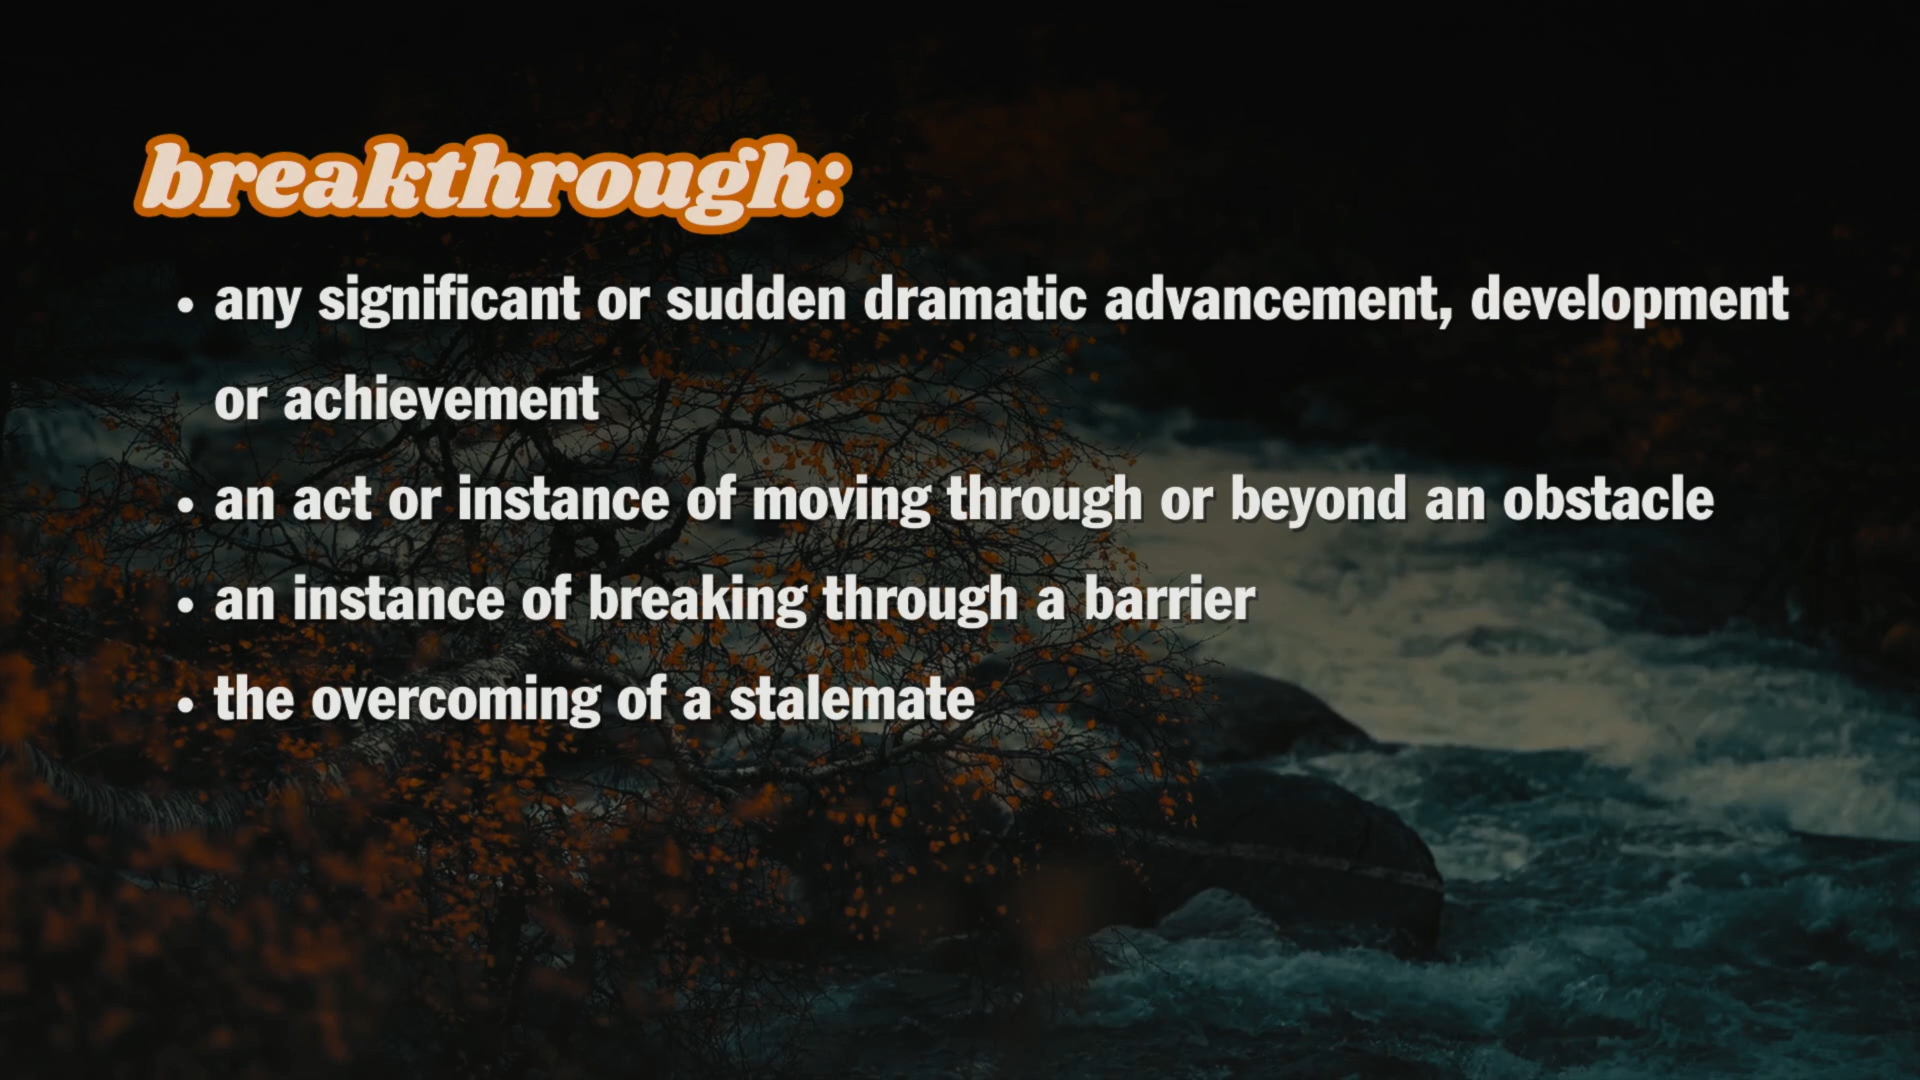 breakthrough:
• any significant or sudden dramatic advancement, development
or achievement
• an act or instance of moving through or beyond an obstacle
• an instance of breaking through a barrier
• the overcoming of a stalemate